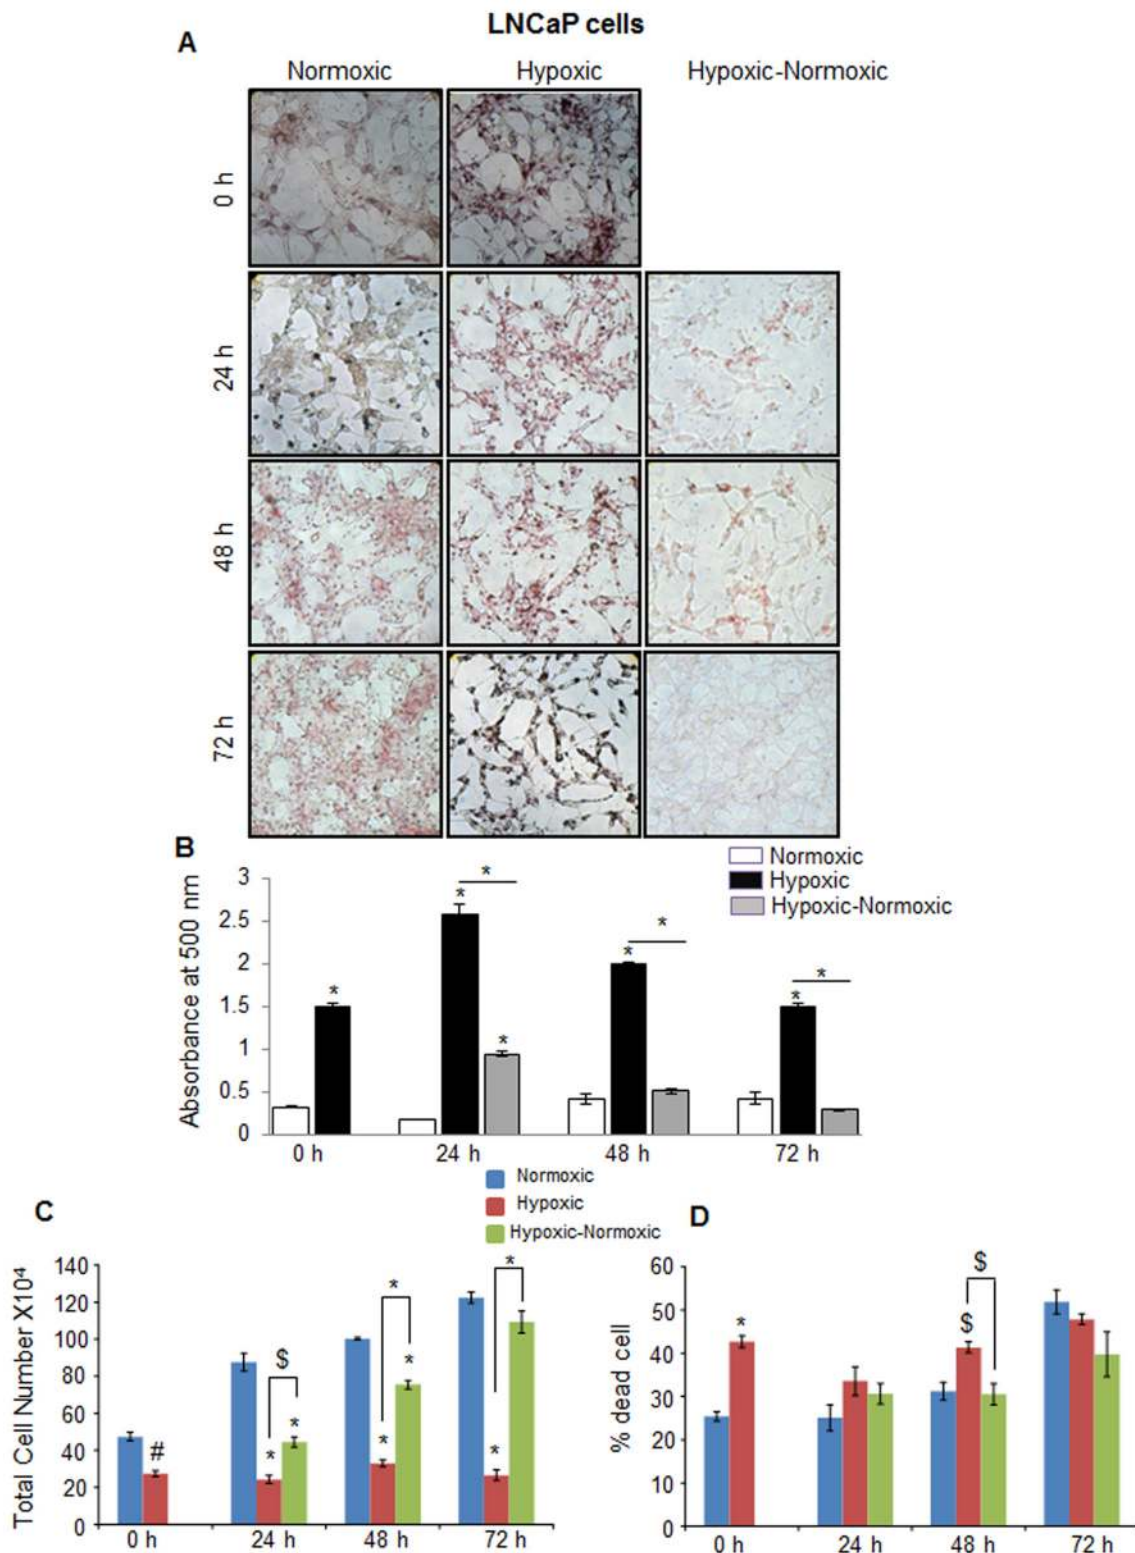 LNCaP cells
A
Normoxic Hypoxic Hypoxic-Normoxic
0 h
24 h
48 h
72 h
B
Normoxic
Hypoxic
Hypoxic-Normoxic
Absorbance at 500 nm
3
2.5
2
1.5
1
0.5
0
* * * * * * * *
0 h 24 h 48 h 72 h
Normoxic
Hypoxic
Hypoxic-Normoxic
C
Total Cell Number X10⁴
140
120
100
80
60
40
20
0
# $ * * * * * * *
0 h 24 h 48 h 72 h
D
% dead cell
60
50
40
30
20
10
0
* $ $
0 h 24 h 48 h 72 h